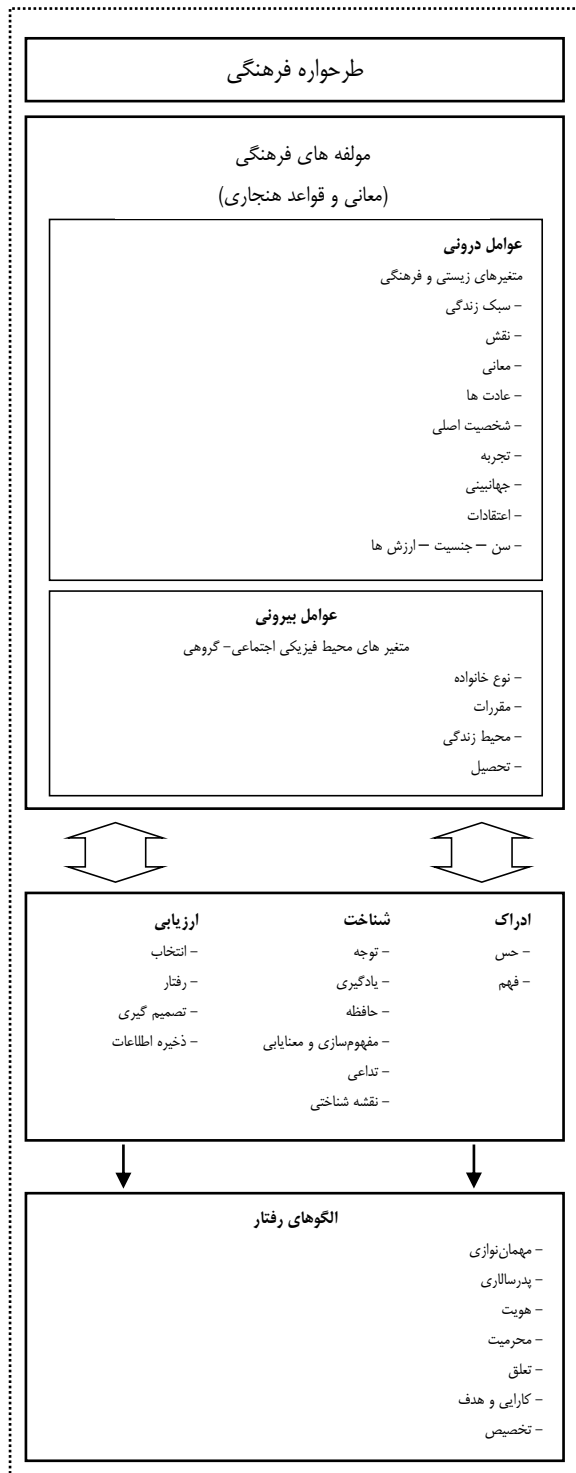 طرحواره فرهنگی
مولفه های فرهنگی
(معانی و قواعد هنجاری)
عوامل درونی
متغیرهای زیستی و فرهنگی
- سبک زندگی
- نقش
- معانی
- عادت ها
- شخصیت اصلی
- تجربه
- جهانبینی
- اعتقادات
- سن – جنسیت – ارزش ها
عوامل بیرونی
متغیر های محیط فیزیکی اجتماعی- گروهی
- نوع خانواده
- مقررات
- محیط زندگی
- تحصیل
ادراک
- حس
- فهم
شناخت
- توجه
- یادگیری
- حافظه
- مفهوم‌سازی و معنایابی
- تداعی
- نقشه شناختی
ارزیابی
- انتخاب
- رفتار
- تصمیم گیری
- ذخیره اطلاعات
الگوهای رفتار
- مهمان‌نوازی
- پدرسالاری
- هویت
- محرمیت
- تعلق
- کارایی و هدف
- تخصیص